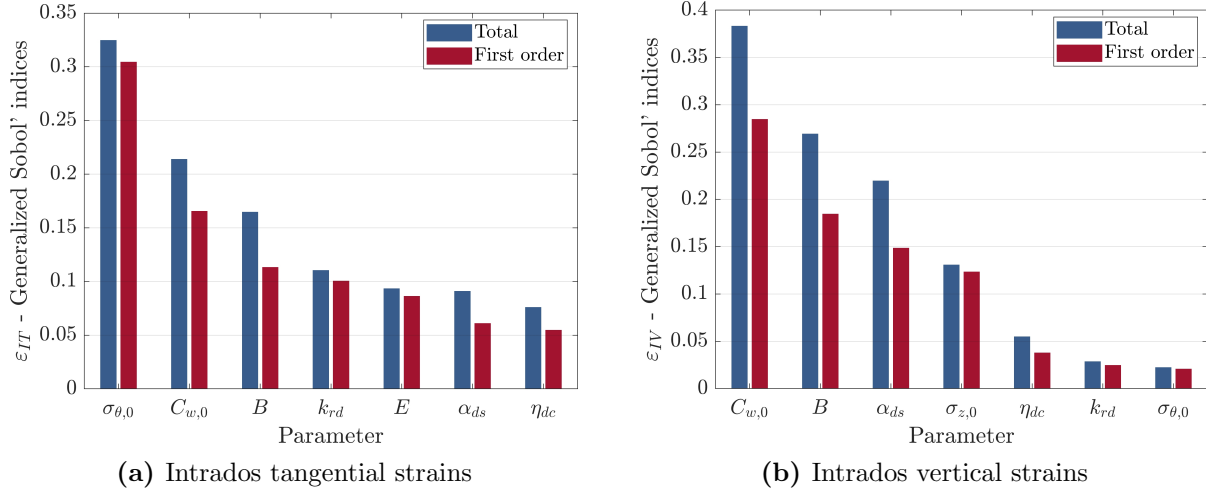 0.35
0.3
0.25
0.2
0.15
0.1
0.05
0
ε_IT - Generalized Sobol' indices
Total
First order
σ_θ,0 C_w,0 B k_rd E α_ds η_dc
Parameter
(a) Intrados tangential strains
0.4
0.35
0.3
0.25
0.2
0.15
0.1
0.05
0
ε_IV - Generalized Sobol' indices
Total
First order
C_w,0 B α_ds σ_z,0 η_dc k_rd σ_θ,0
Parameter
(b) Intrados vertical strains